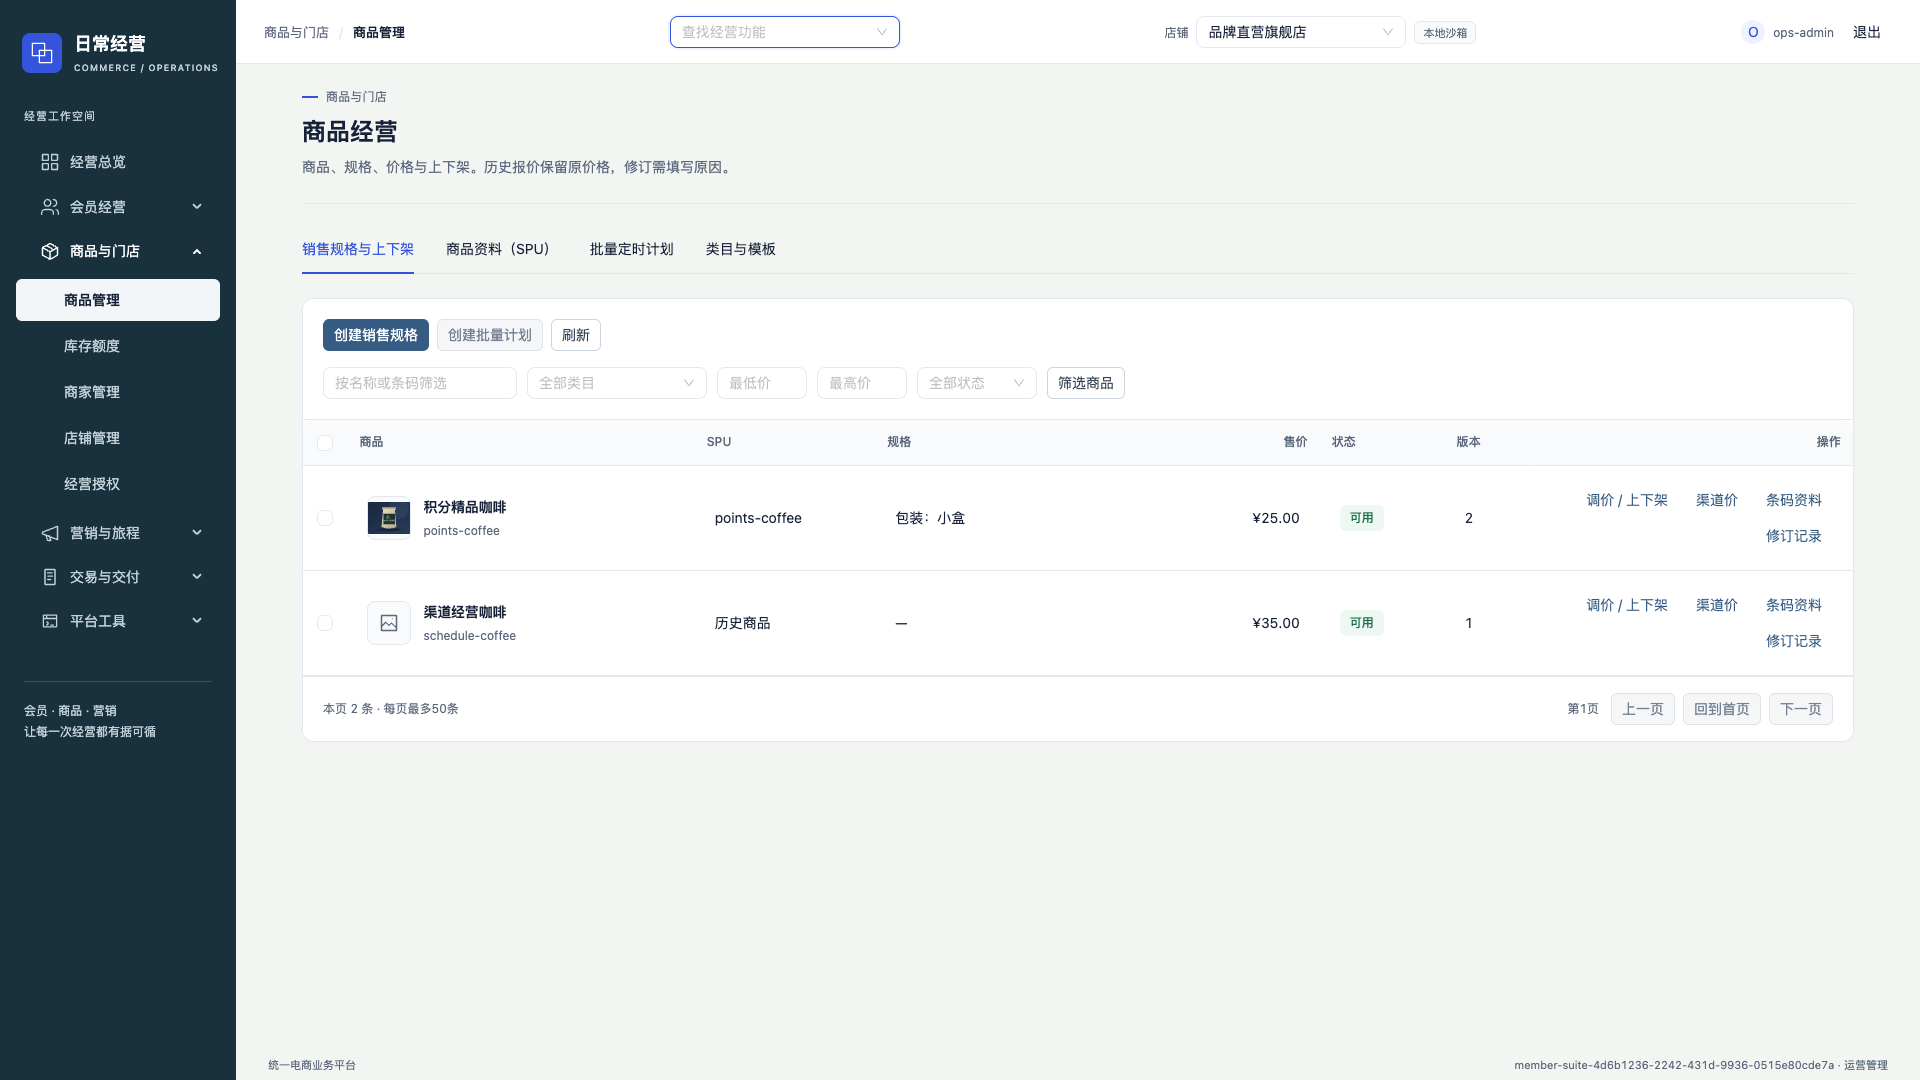 日常经营
COMMERCE / OPERATIONS
经营工作空间
经营总览
会员经营
商品与门店
商品管理
库存额度
商家管理
店铺管理
经营授权
营销与旅程
交易与交付
平台工具
会员 · 商品 · 营销
让每一次经营都有据可循
商品与门店 / 商品管理
查找经营功能
店铺 品牌直营旗舰店 本地沙箱
O ops-admin 退出
商品与门店
商品经营
商品、规格、价格与上下架。历史报价保留原价格，修订需填写原因。
销售规格与上下架 商品资料（SPU） 批量定时计划 类目与模板
创建销售规格 创建批量计划 刷新
按名称或条码筛选 全部类目 最低价 最高价 全部状态 筛选商品
商品 SPU 规格 售价 状态 版本 操作
积分精品咖啡
points-coffee
points-coffee 包装：小盒 ¥25.00 可用 2
调价 / 上下架 渠道价 条码资料
修订记录
渠道经营咖啡
schedule-coffee
历史商品 — ¥35.00 可用 1
调价 / 上下架 渠道价 条码资料
修订记录
本页 2 条 · 每页最多50条
第1页 上一页 回到首页 下一页
统一电商业务平台
member-suite-4d6b1236-2242-431d-9936-0515e80cde7a · 运营管理